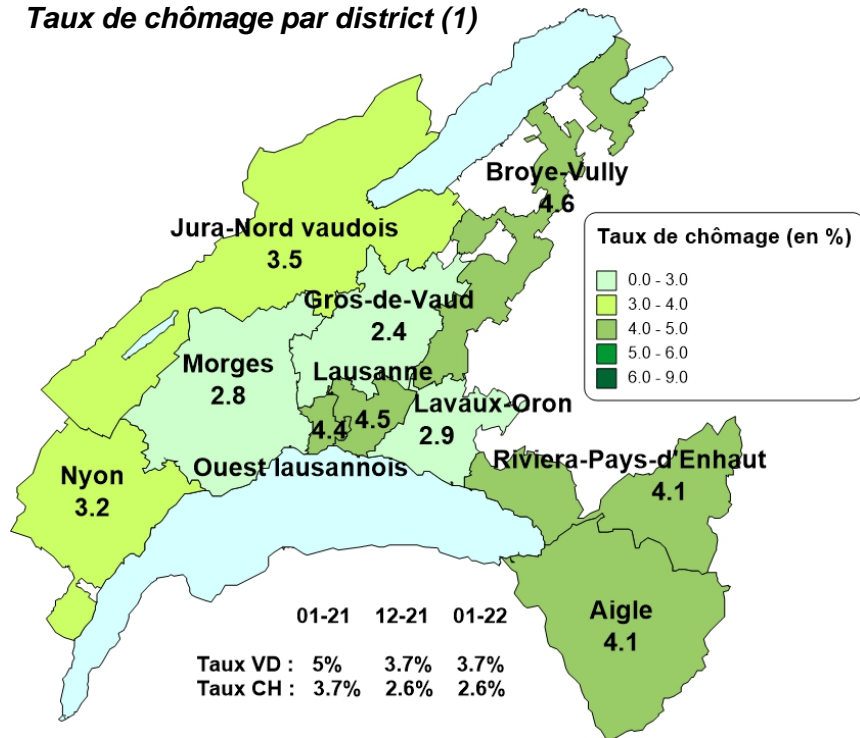 Taux de chômage par district (1)
Broye-Vully
4.6
Jura-Nord vaudois
3.5
Taux de chômage (en %)
0.0 - 3.0
3.0 - 4.0
4.0 - 5.0
5.0 - 6.0
6.0 - 9.0
Gros-de-Vaud
2.4
Morges
2.8
Lausanne
4.5
4.4
Lavaux-Oron
2.9
Ouest lausannois
Riviera-Pays-d'Enhaut
4.1
Nyon
3.2
Aigle
4.1
01-21 12-21 01-22
Taux VD : 5% 3.7% 3.7%
Taux CH : 3.7% 2.6% 2.6%